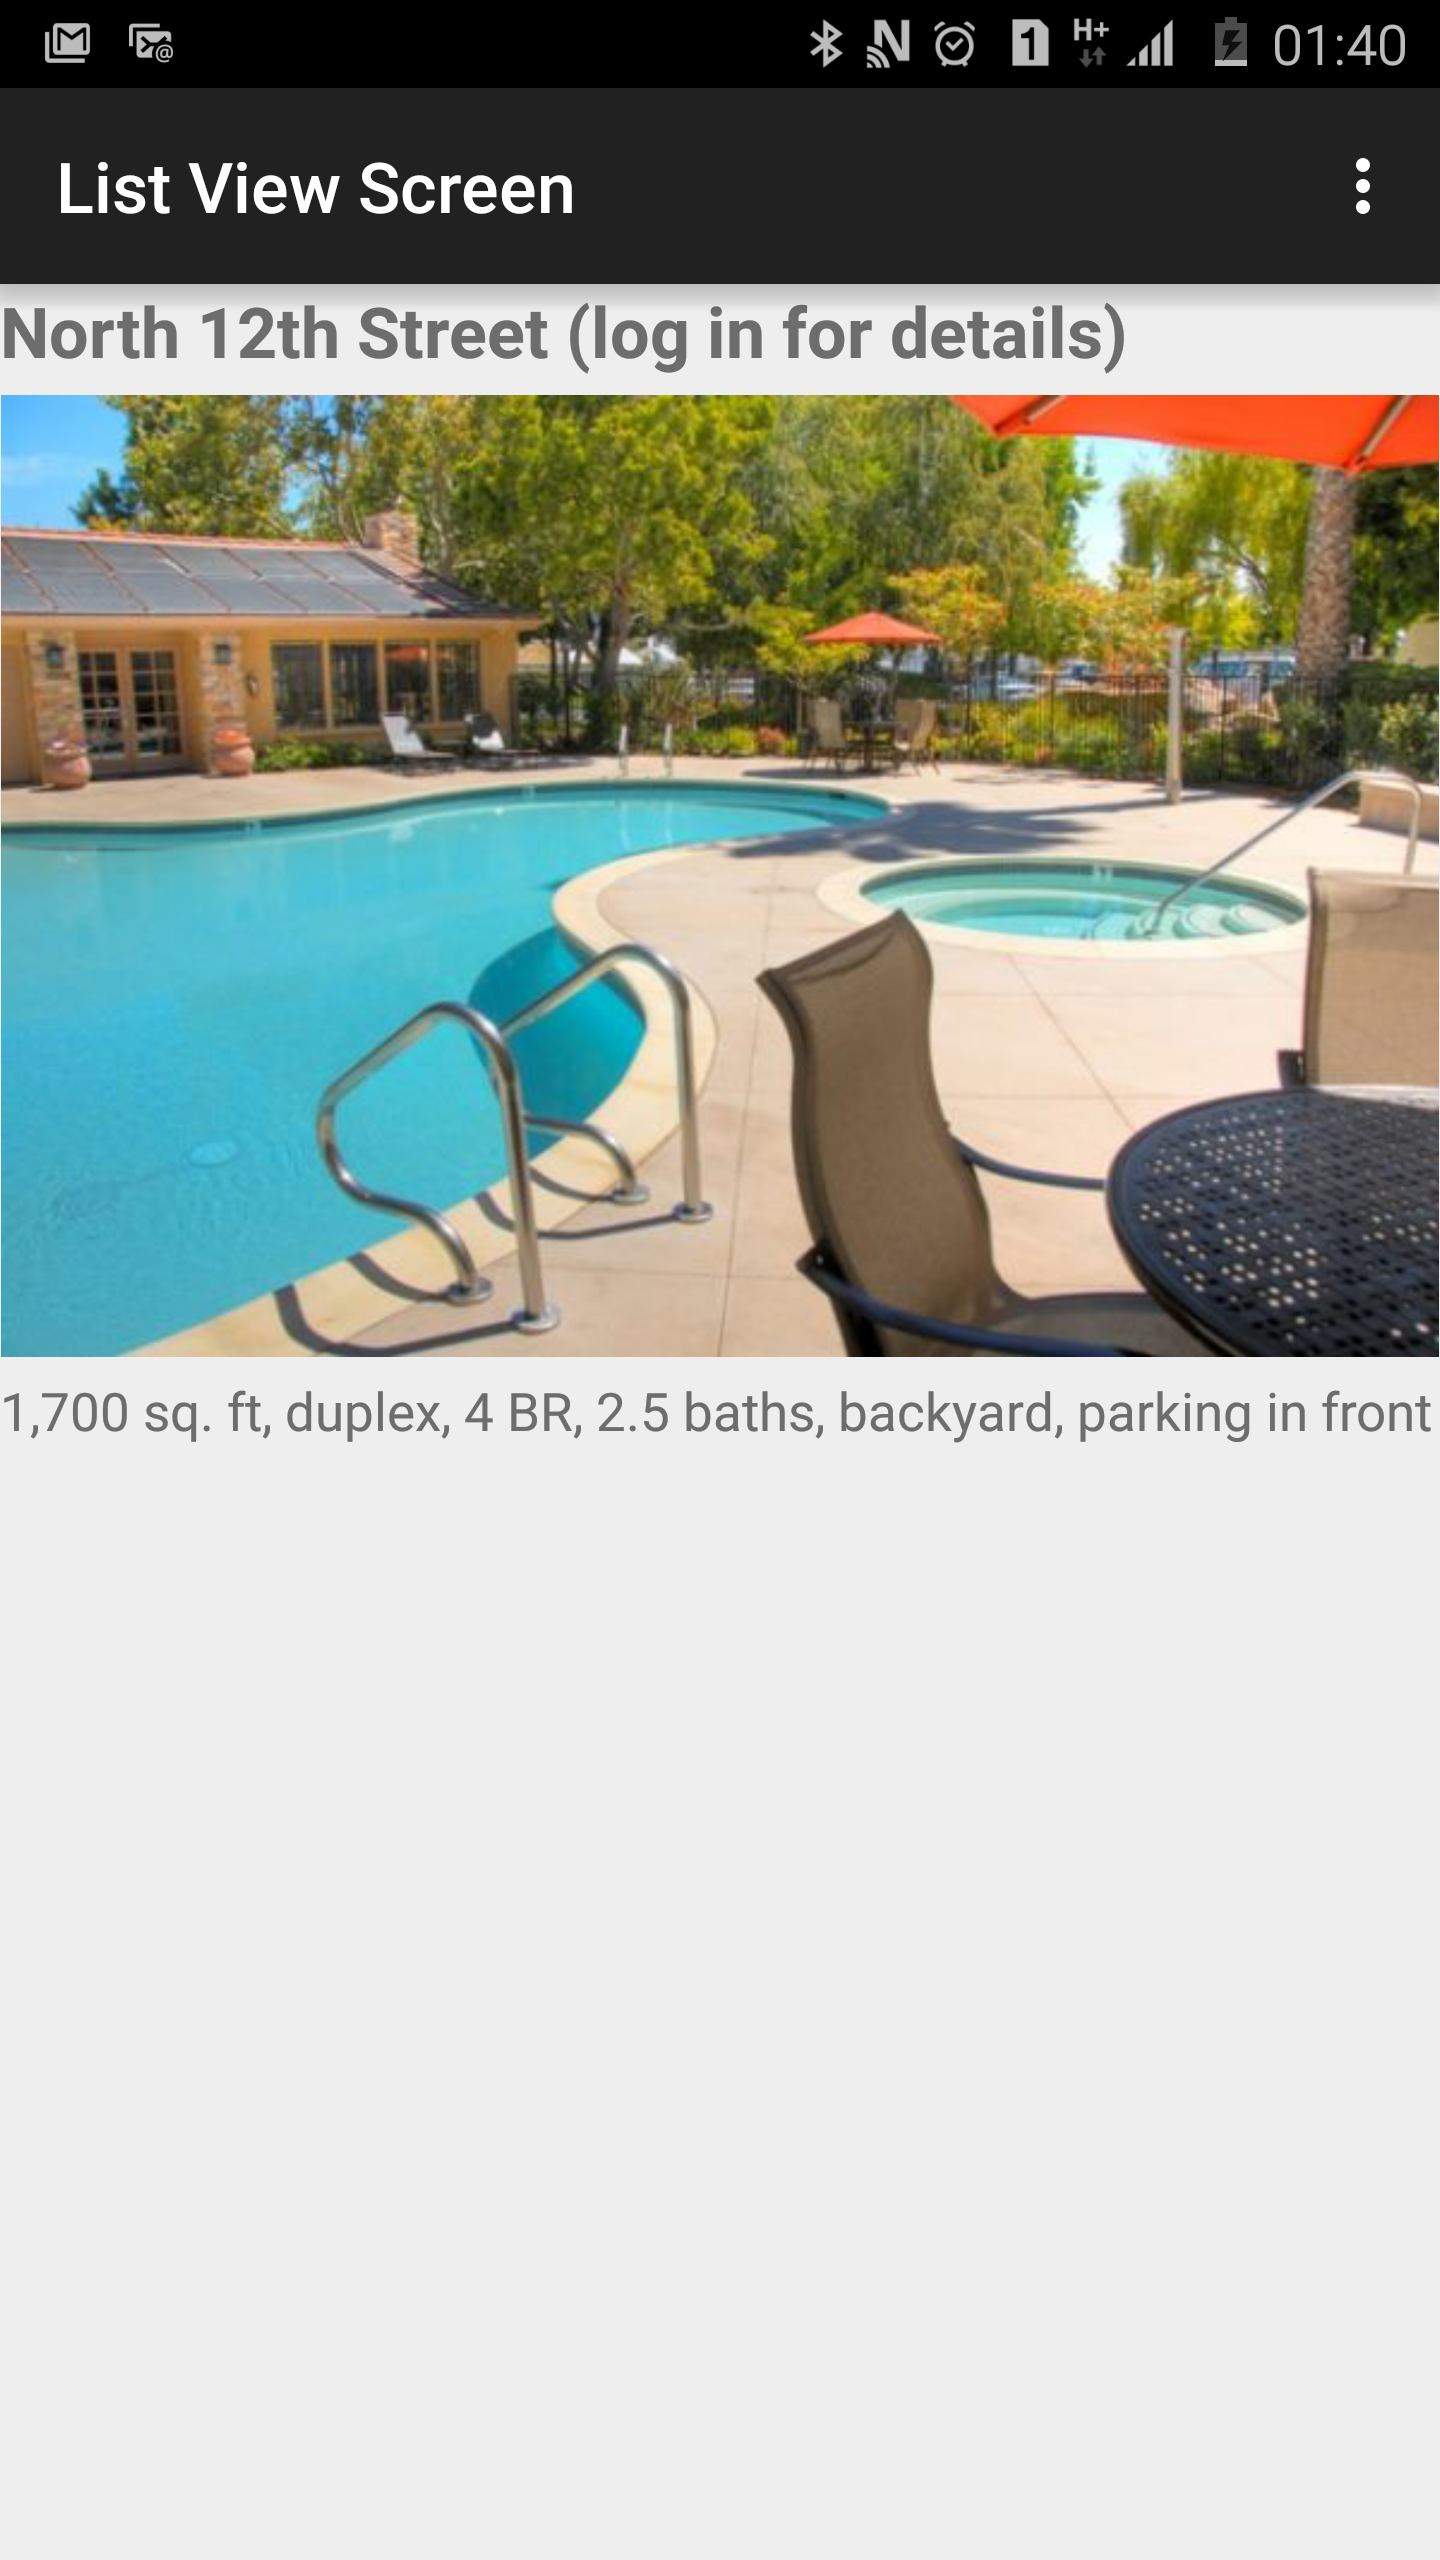 01:40
List View Screen
North 12th Street (log in for details)
1,700 sq. ft, duplex, 4 BR, 2.5 baths, backyard, parking in front